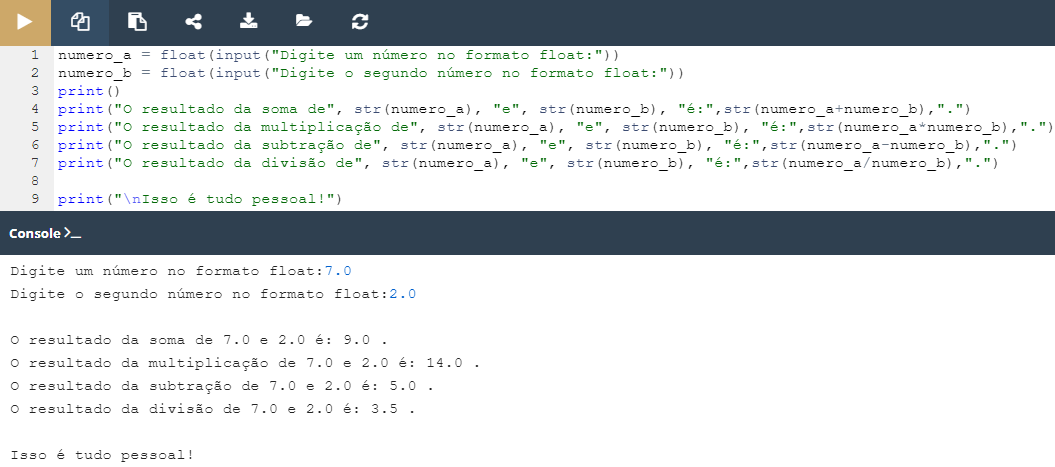 1 numero_a = float(input("Digite um número no formato float:"))
2 numero_b = float(input("Digite o segundo número no formato float:"))
3 print()
4 print("O resultado da soma de", str(numero_a), "e", str(numero_b), "é:",str(numero_a+numero_b),".")
5 print("O resultado da multiplicação de", str(numero_a), "e", str(numero_b), "é:",str(numero_a*numero_b),".")
6 print("O resultado da subtração de", str(numero_a), "e", str(numero_b), "é:",str(numero_a-numero_b),".")
7 print("O resultado da divisão de", str(numero_a), "e", str(numero_b), "é:",str(numero_a/numero_b),".")
8
9 print("\nIsso é tudo pessoal!")
Console >_
Digite um número no formato float:7.0
Digite o segundo número no formato float:2.0
O resultado da soma de 7.0 e 2.0 é: 9.0 .
O resultado da multiplicação de 7.0 e 2.0 é: 14.0 .
O resultado da subtração de 7.0 e 2.0 é: 5.0 .
O resultado da divisão de 7.0 e 2.0 é: 3.5 .
Isso é tudo pessoal!